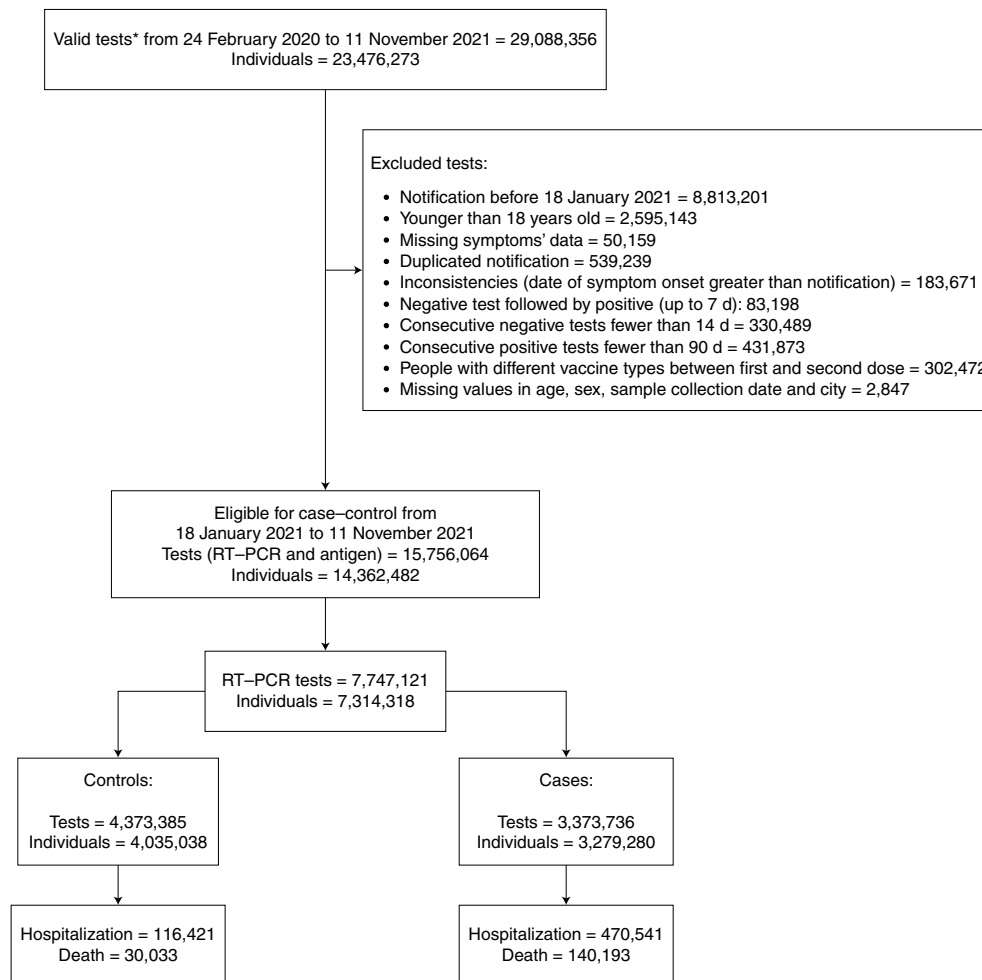 Valid tests* from 24 February 2020 to 11 November 2021 = 29,088,356
Individuals = 23,476,273
Excluded tests:
• Notification before 18 January 2021 = 8,813,201
• Younger than 18 years old = 2,595,143
• Missing symptoms’ data = 50,159
• Duplicated notification = 539,239
• Inconsistencies (date of symptom onset greater than notification) = 183,671
• Negative test followed by positive (up to 7 d): 83,198
• Consecutive negative tests fewer than 14 d = 330,489
• Consecutive positive tests fewer than 90 d = 431,873
• People with different vaccine types between first and second dose = 302,472
• Missing values in age, sex, sample collection date and city = 2,847
Eligible for case–control from
18 January 2021 to 11 November 2021
Tests (RT–PCR and antigen) = 15,756,064
Individuals = 14,362,482
RT–PCR tests = 7,747,121
Individuals = 7,314,318
Controls:
Tests = 4,373,385
Individuals = 4,035,038
Cases:
Tests = 3,373,736
Individuals = 3,279,280
Hospitalization = 116,421
Death = 30,033
Hospitalization = 470,541
Death = 140,193